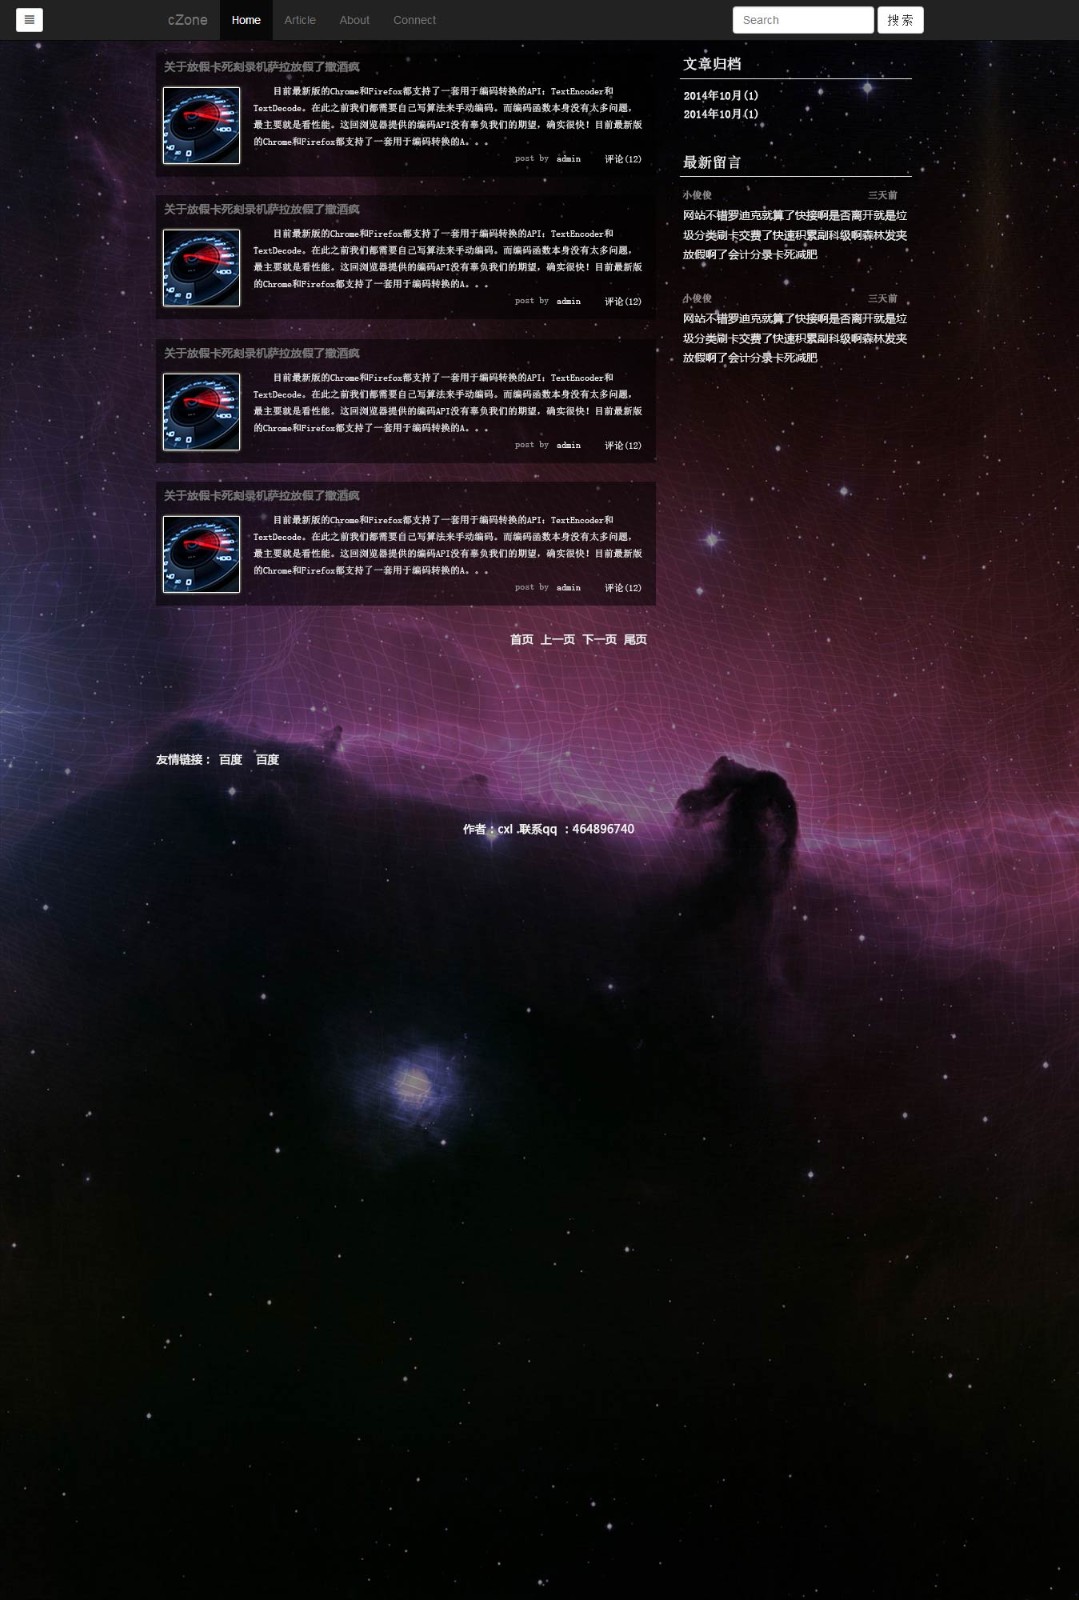 cZone Home Article About Connect Search 搜索
关于放假卡死刻录机萨拉放假了撒酒疯
目前最新版的Chrome和Firefox都支持了一套用于编码转换的API：TextEncoder和
TextDecode。在此之前我们都需要自己写算法来手动编码。而编码函数本身没有太多问题，
最主要就是看性能。这回浏览器提供的编码API没有辜负我们的期望，确实很快！目前最新版
的Chrome和Firefox都支持了一套用于编码转换的A。。。
post by admin 评论(12)
关于放假卡死刻录机萨拉放假了撒酒疯
目前最新版的Chrome和Firefox都支持了一套用于编码转换的API：TextEncoder和
TextDecode。在此之前我们都需要自己写算法来手动编码。而编码函数本身没有太多问题，
最主要就是看性能。这回浏览器提供的编码API没有辜负我们的期望，确实很快！目前最新版
的Chrome和Firefox都支持了一套用于编码转换的A。。。
post by admin 评论(12)
关于放假卡死刻录机萨拉放假了撒酒疯
目前最新版的Chrome和Firefox都支持了一套用于编码转换的API：TextEncoder和
TextDecode。在此之前我们都需要自己写算法来手动编码。而编码函数本身没有太多问题，
最主要就是看性能。这回浏览器提供的编码API没有辜负我们的期望，确实很快！目前最新版
的Chrome和Firefox都支持了一套用于编码转换的A。。。
post by admin 评论(12)
关于放假卡死刻录机萨拉放假了撒酒疯
目前最新版的Chrome和Firefox都支持了一套用于编码转换的API：TextEncoder和
TextDecode。在此之前我们都需要自己写算法来手动编码。而编码函数本身没有太多问题，
最主要就是看性能。这回浏览器提供的编码API没有辜负我们的期望，确实很快！目前最新版
的Chrome和Firefox都支持了一套用于编码转换的A。。。
post by admin 评论(12)
首页 上一页 下一页 尾页
文章归档
2014年10月(1)
2014年10月(1)
最新留言
小俊俊 三天前
网站不错罗迪克就算了快接啊是否离开就是垃
圾分类刷卡交费了快速积累副科级啊森林发夹
放假啊了会计分录卡死减肥
小俊俊 三天前
网站不错罗迪克就算了快接啊是否离开就是垃
圾分类刷卡交费了快速积累副科级啊森林发夹
放假啊了会计分录卡死减肥
友情链接： 百度 百度
作者：cxl .联系qq ：464896740